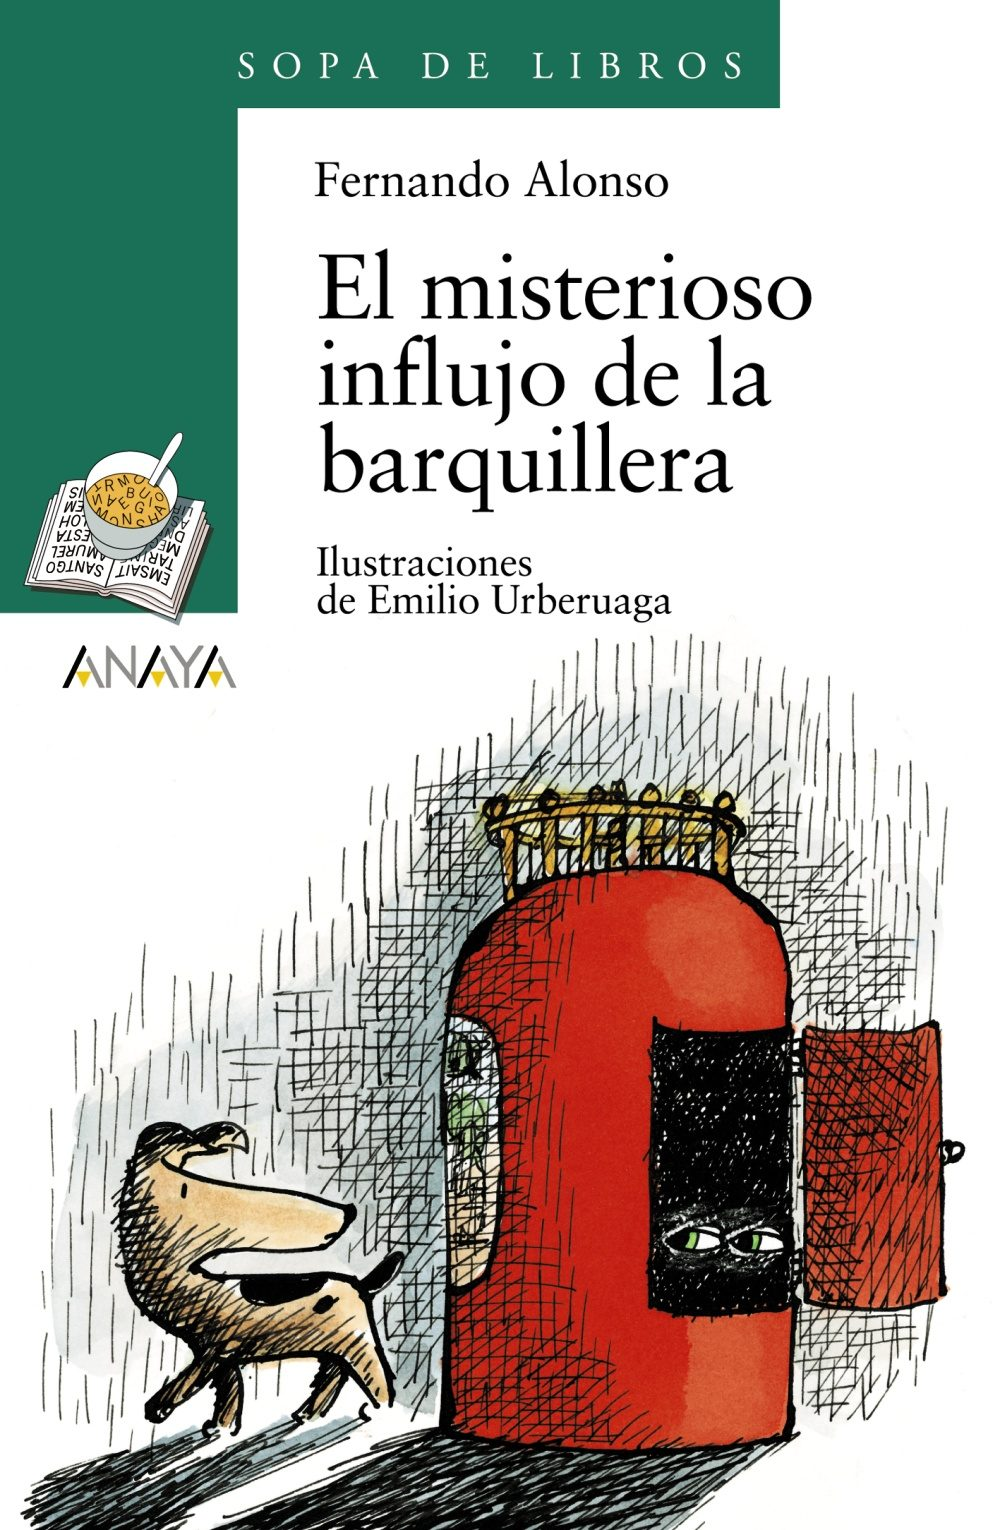 SOPA DE LIBROS
Fernando Alonso
El misterioso
influjo de la
barquillera
Ilustraciones
de Emilio Urberuaga
ANAYA